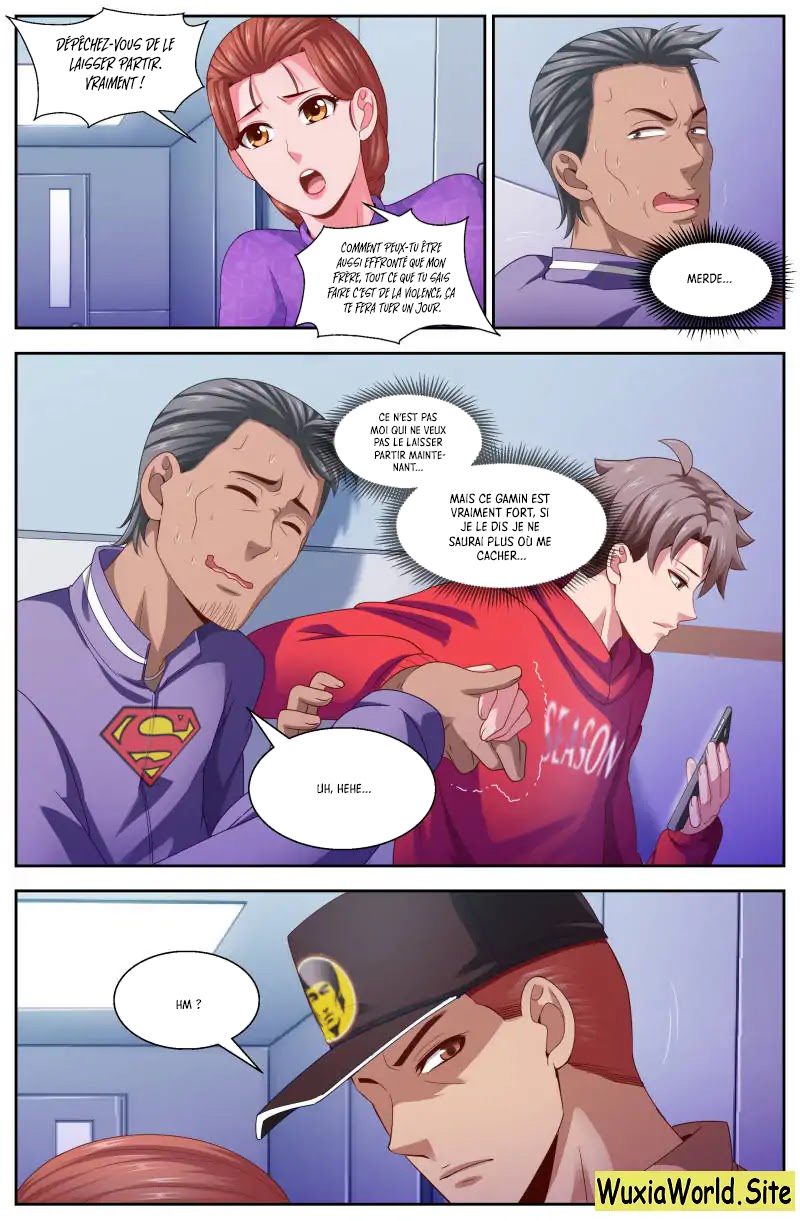 DÉPÊCHEZ-VOUS DE LE
LAISSER PARTIR.
VRAIMENT !
COMMENT PEUX-TU ÊTRE
AUSSI EFFRONTÉ QUE MON
FRÈRE, TOUT CE QUE TU SAIS
FAIRE C'EST DE LA VIOLENCE, ÇA
TE FERA TUER UN JOUR.
MERDE...
CE N'EST PAS
MOI QUI NE VEUX
PAS LE LAISSER
PARTIR MAINTE-
NANT...
MAIS CE GAMIN EST
VRAIMENT FORT, SI
JE LE DIS JE NE
SAURAI PLUS OÙ ME
CACHER...
S
SEASON
UH, HEHE...
HM ?
WuxiaWorld.Site